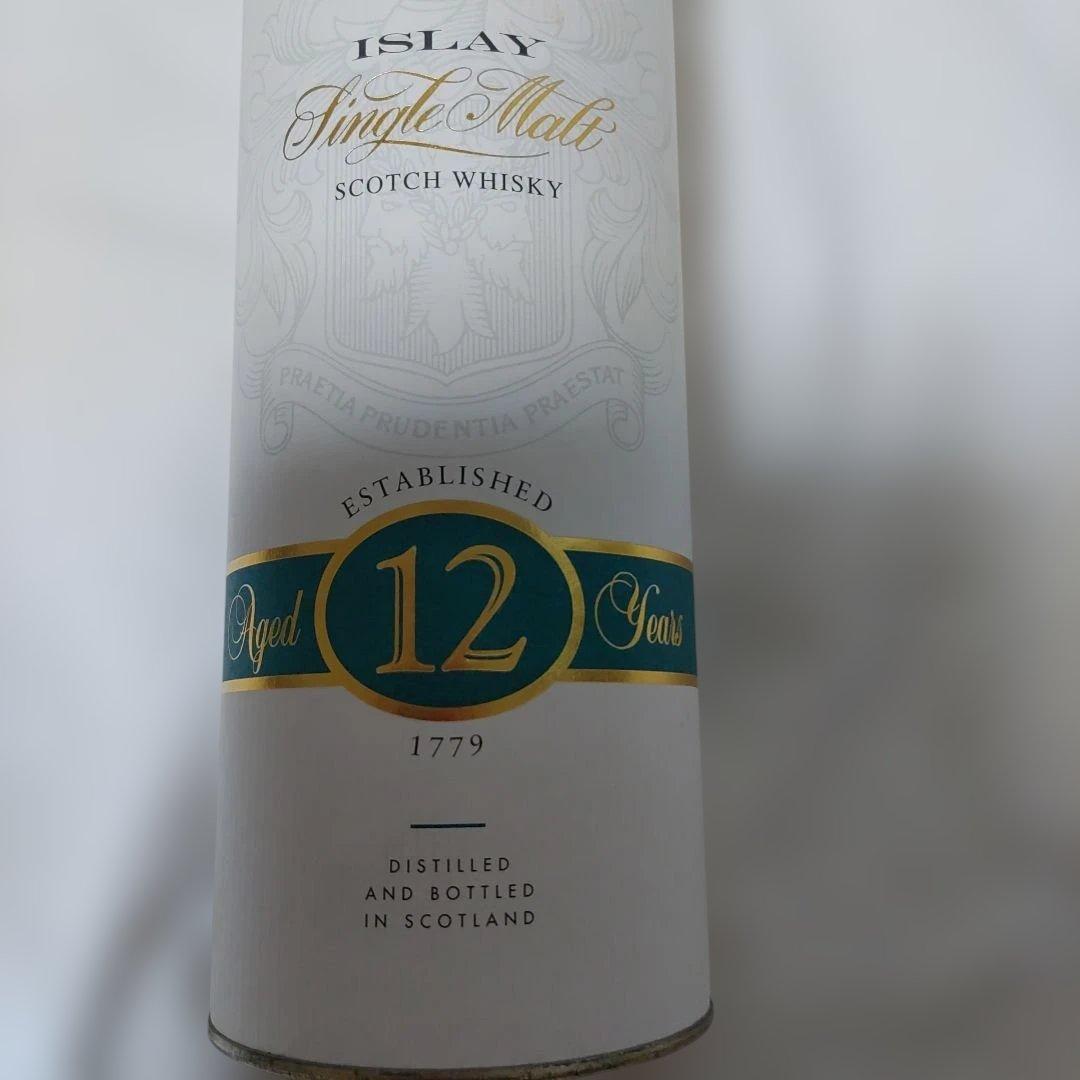 ISLAY
Single Malt
SCOTCH WHISKY
PRAETIA PRUDENTIA PRAESTAT
ESTABLISHED
Aged 12 Years
1779
DISTILLED
AND BOTTLED
IN SCOTLAND